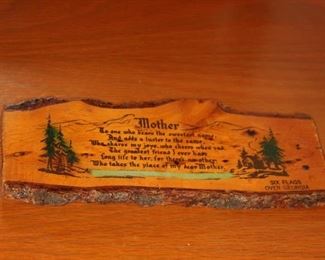 Mother
To one who bears the sweetest name
And adds a luster to the same
Who shares my joys, who cheers when sad
The greatest friend I ever had
Long life to her, for there's no other
Who takes the place of my dear Mother
SIX FLAGS
OVER GEORGIA